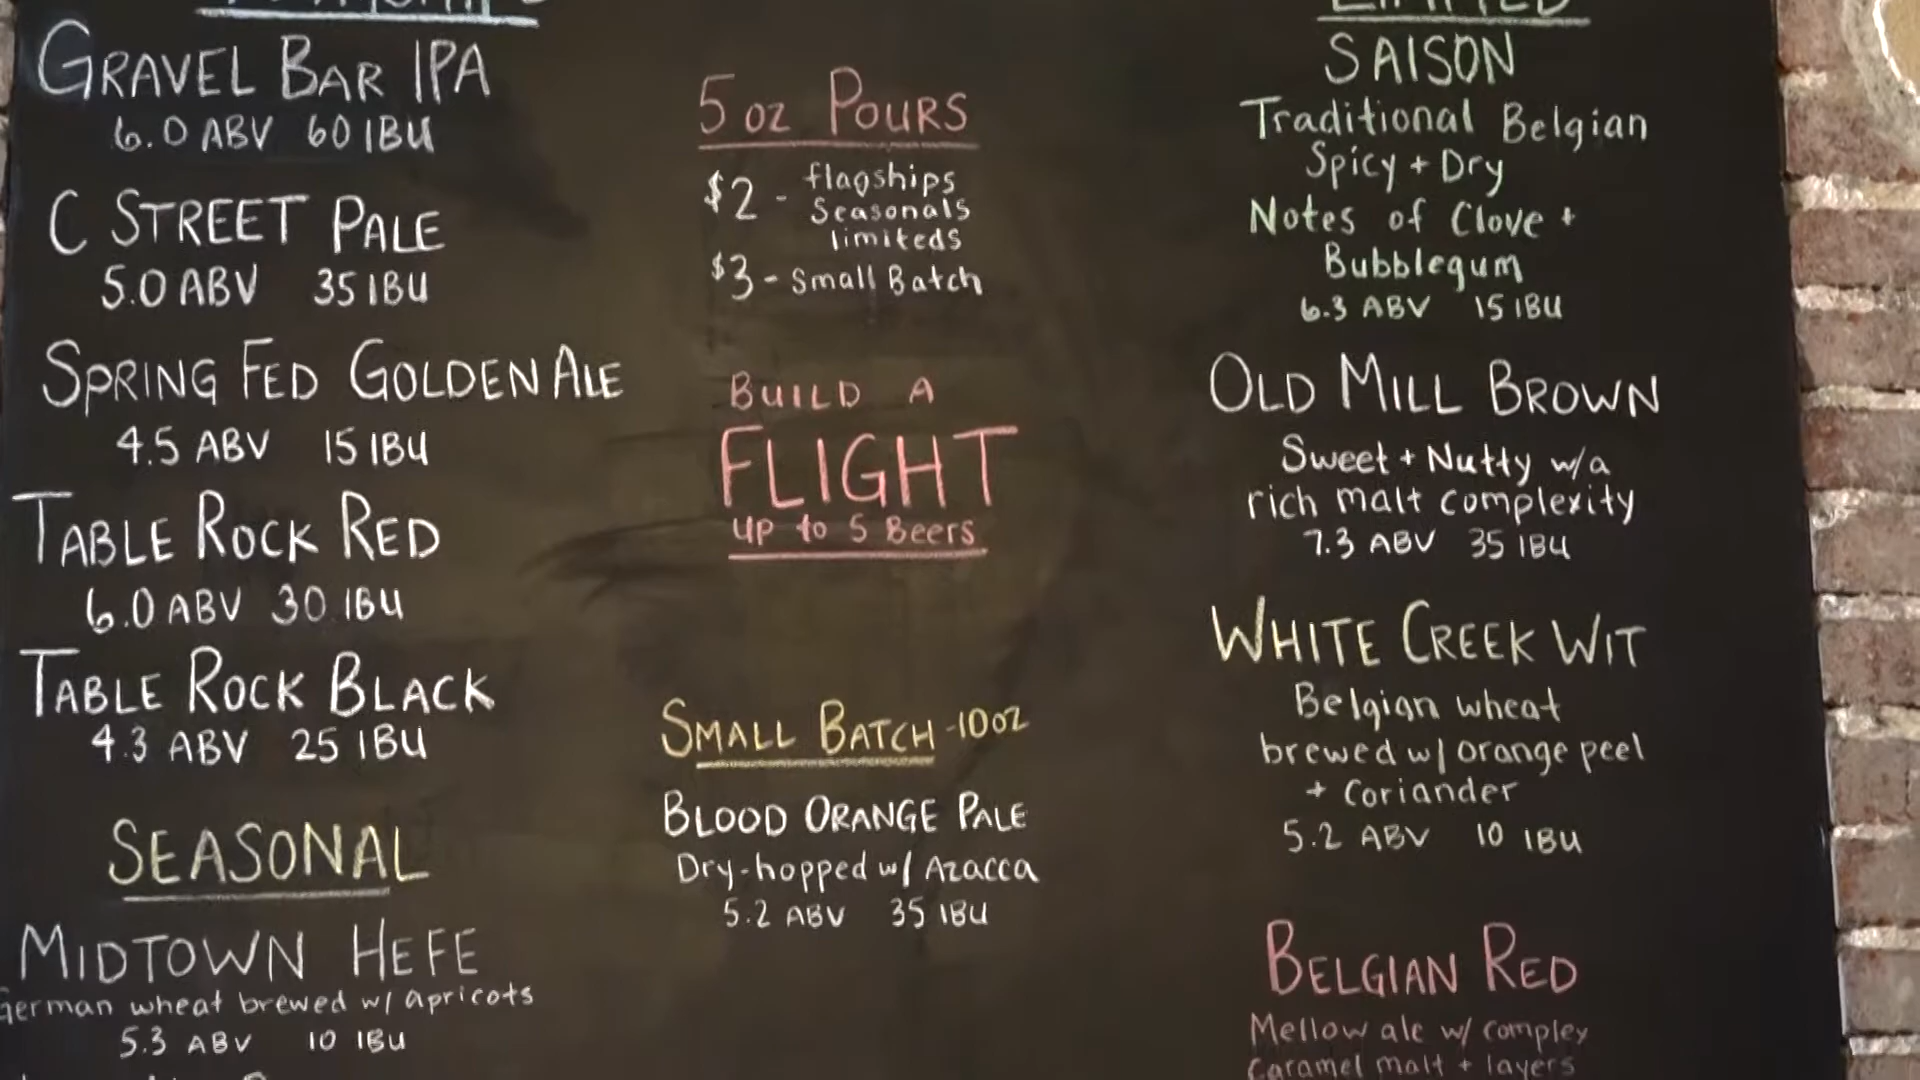 GRAVEL BAR IPA
6.0 ABV 60 IBU
C STREET PALE
5.0 ABV 35 IBU
SPRING FED GOLDEN ALE
4.5 ABV 15 IBU
TABLE ROCK RED
6.0 ABV 30 IBU
TABLE ROCK BLACK
4.3 ABV 25 IBU
SEASONAL
MIDTOWN HEFE
German wheat brewed w/ apricots
5.3 ABV 10 IBU
5 oz POURS
$2 - flagships
Seasonals
limiteds
$3 - Small Batch
BUILD A
FLIGHT
up to 5 Beers
SMALL BATCH - 10oz
BLOOD ORANGE PALE
Dry-hopped w/ Azacca
5.2 ABV 35 IBU
LIMITED
SAISON
Traditional Belgian
Spicy + Dry
Notes of Clove +
Bubblegum
6.3 ABV 15 IBU
OLD MILL BROWN
Sweet + Nutty w/a
rich malt complexity
7.3 ABV 35 IBU
WHITE CREEK WIT
Belgian wheat
brewed w/ orange peel
+ Coriander
5.2 ABV 10 IBU
BELGIAN RED
Mellow ale w/ complex
Caramel malt + layers